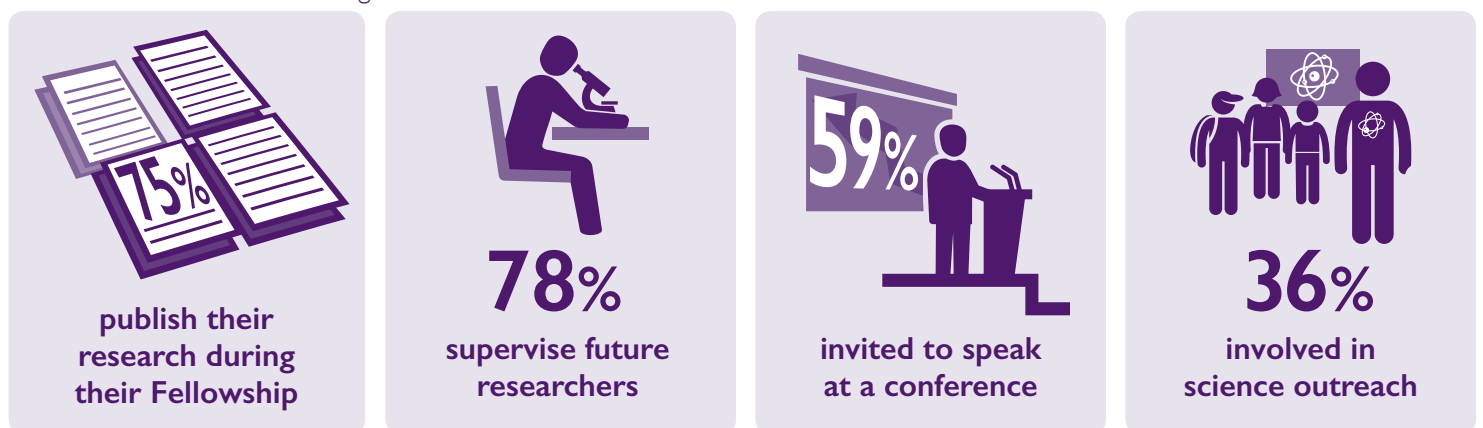 75%
publish their
research during
their Fellowship
78%
supervise future
researchers
59%
invited to speak
at a conference
36%
involved in
science outreach